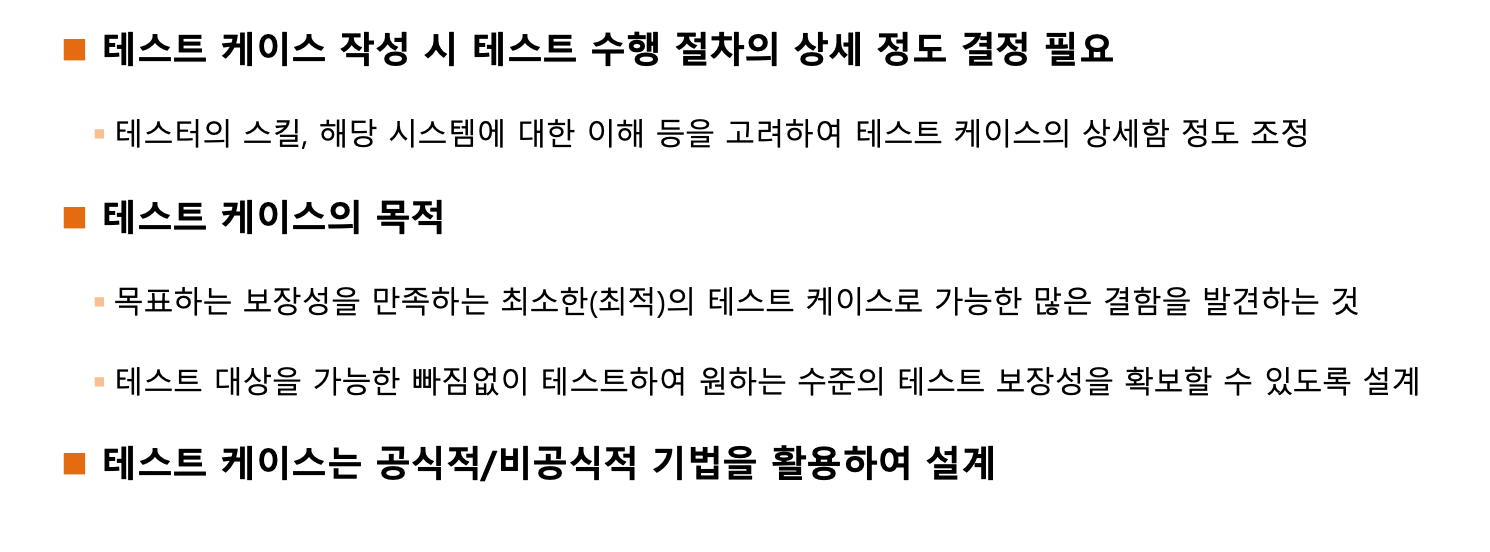 ■ 테스트 케이스 작성 시 테스트 수행 절차의 상세 정도 결정 필요
▪ 테스터의 스킬, 해당 시스템에 대한 이해 등을 고려하여 테스트 케이스의 상세함 정도 조정
■ 테스트 케이스의 목적
▪ 목표하는 보장성을 만족하는 최소한(최적)의 테스트 케이스로 가능한 많은 결함을 발견하는 것
▪ 테스트 대상을 가능한 빠짐없이 테스트하여 원하는 수준의 테스트 보장성을 확보할 수 있도록 설계
■ 테스트 케이스는 공식적/비공식적 기법을 활용하여 설계